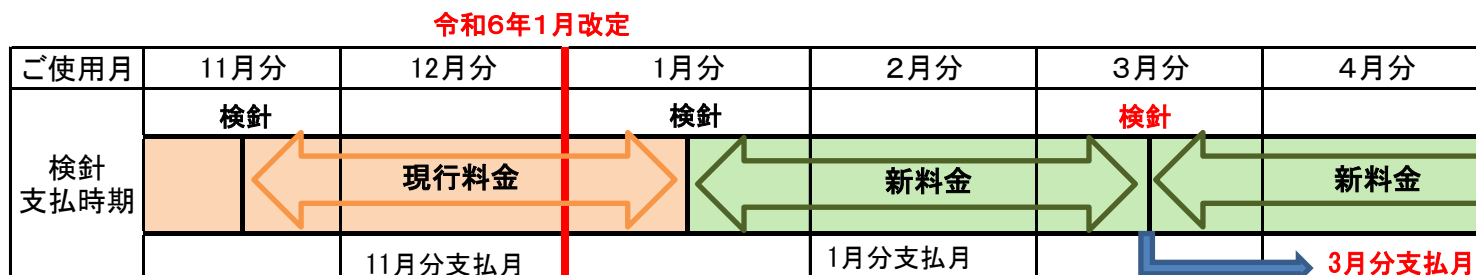 令和6年1月改定
ご使用月 11月分 12月分 1月分 2月分 3月分 4月分
検針 検針 検針
検針
支払時期
現行料金 新料金 新料金
11月分支払月 1月分支払月 3月分支払月